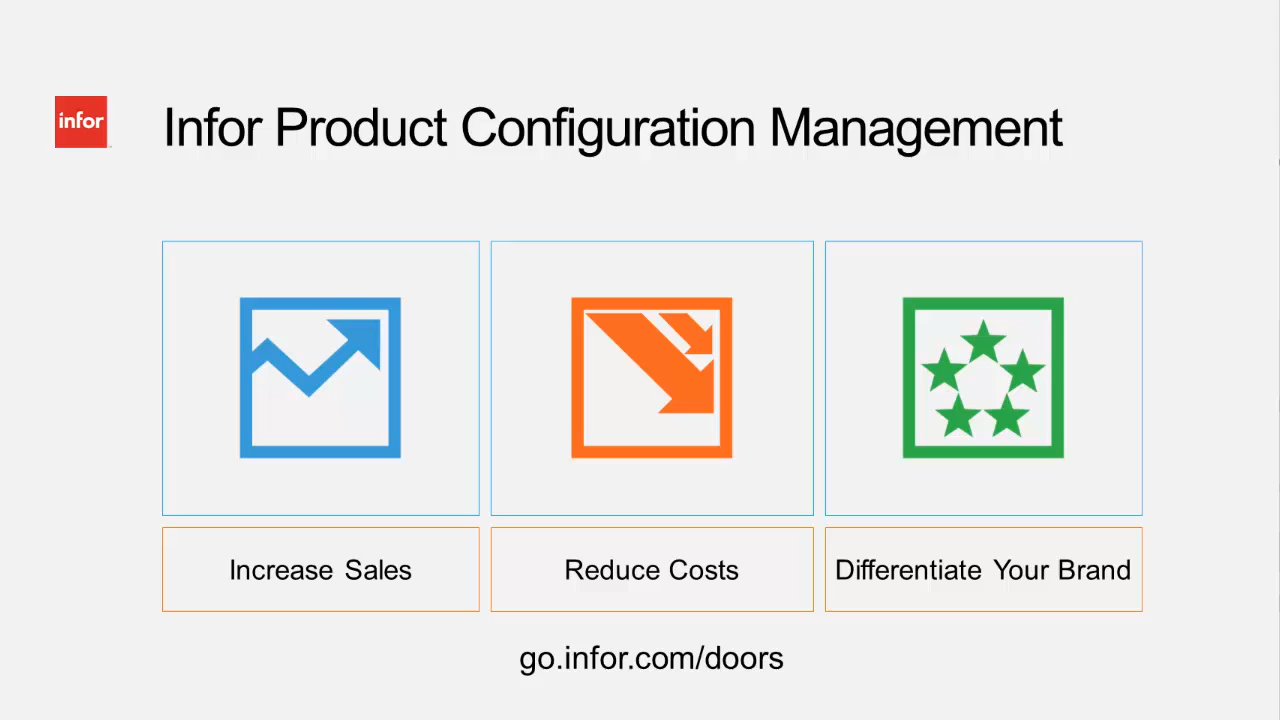 infor
Infor Product Configuration Management
Increase Sales
Reduce Costs
Differentiate Your Brand
go.infor.com/doors